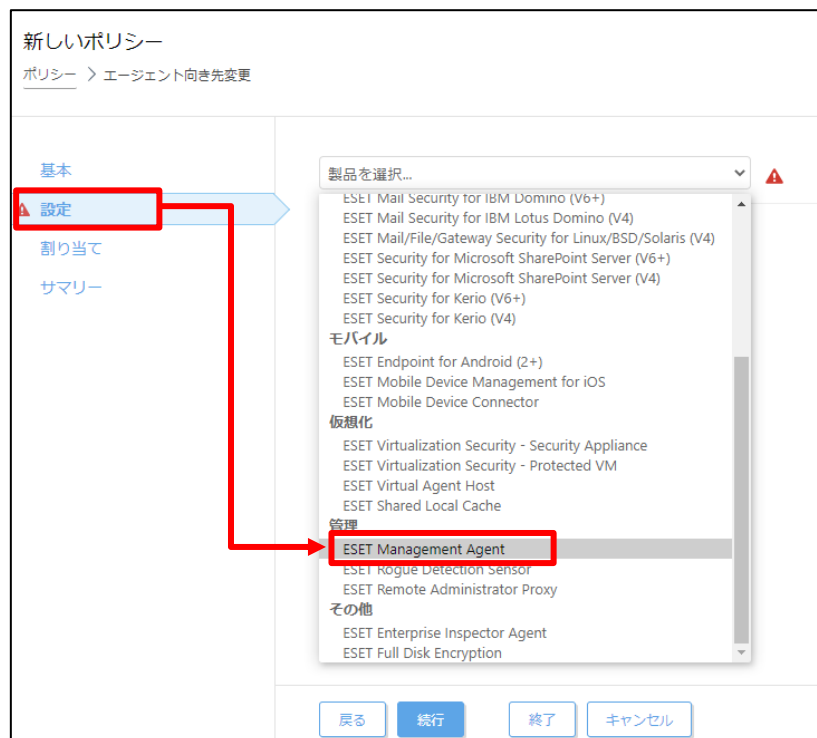 新しいポリシー
ポリシー > エージェント向き先変更
基本
設定
割り当て
サマリー
製品を選択...
ESET Mail Security for IBM Domino (V6+)
ESET Mail Security for IBM Lotus Domino (V4)
ESET Mail/File/Gateway Security for Linux/BSD/Solaris (V4)
ESET Security for Microsoft SharePoint Server (V6+)
ESET Security for Microsoft SharePoint Server (V4)
ESET Security for Kerio (V6+)
ESET Security for Kerio (V4)
モバイル
ESET Endpoint for Android (2+)
ESET Mobile Device Management for iOS
ESET Mobile Device Connector
仮想化
ESET Virtualization Security - Security Appliance
ESET Virtualization Security - Protected VM
ESET Virtual Agent Host
ESET Shared Local Cache
管理
ESET Management Agent
ESET Rogue Detection Sensor
ESET Remote Administrator Proxy
その他
ESET Enterprise Inspector Agent
ESET Full Disk Encryption
戻る 続行 終了 キャンセル